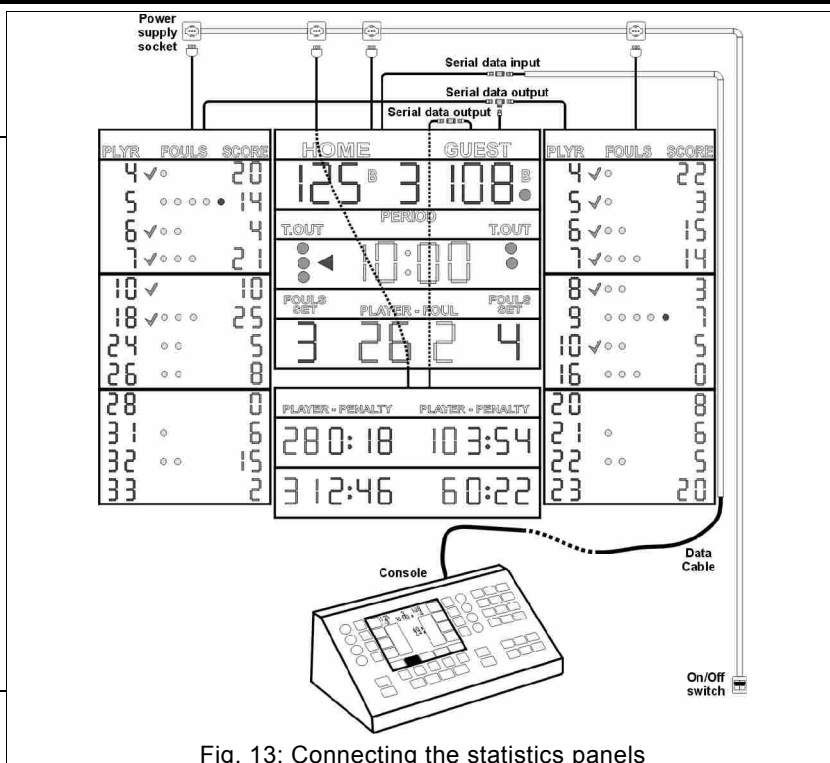 Power
supply
socket
Serial data input
Serial data output
Serial data output
PLYR FOULS SCORE
4 20
5 14
6 4
7 21
10 10
18 25
24 5
26 8
28 0
31 6
32 15
33 2
HOME GUEST
125 B 3 108 B
PERIOD
T.OUT T.OUT
10:00
FOULS SET PLAYER - FOUL FOULS SET
3 26 2 4
PLAYER - PENALTY PLAYER - PENALTY
28 0:18 10 3:54
31 2:46 6 0:22
PLYR FOULS SCORE
4 22
5 3
6 15
7 14
8 3
9 7
10 5
16 0
20 8
21 6
22 5
23 20
Data
Cable
Console
On/Off
switch
Fig. 13: Connecting the statistics panels